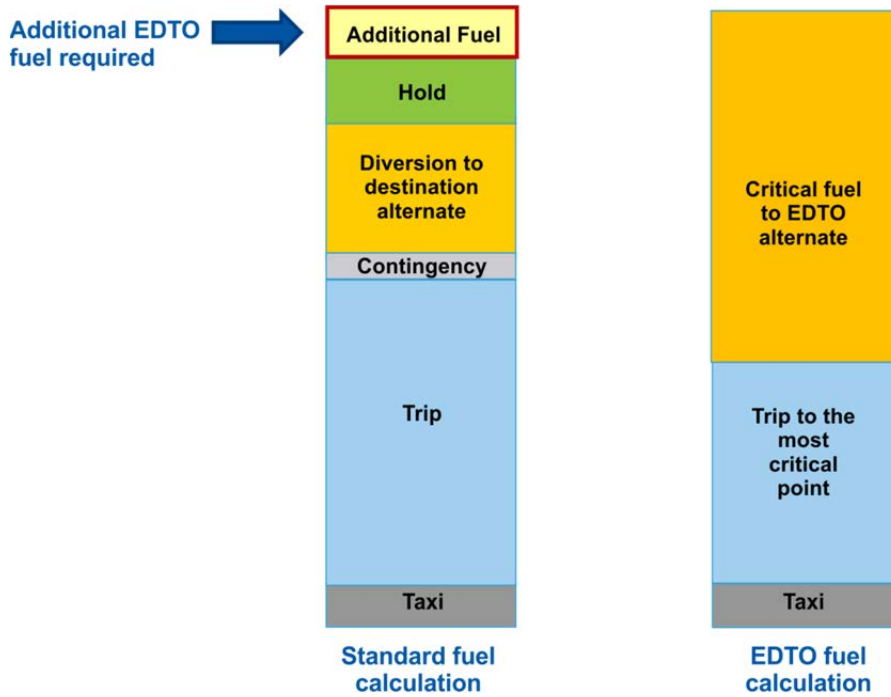 Additional EDTO
fuel required
Additional Fuel
Hold
Diversion to
destination
alternate
Contingency
Trip
Taxi
Standard fuel
calculation
Critical fuel
to EDTO
alternate
Trip to the
most
critical
point
Taxi
EDTO fuel
calculation